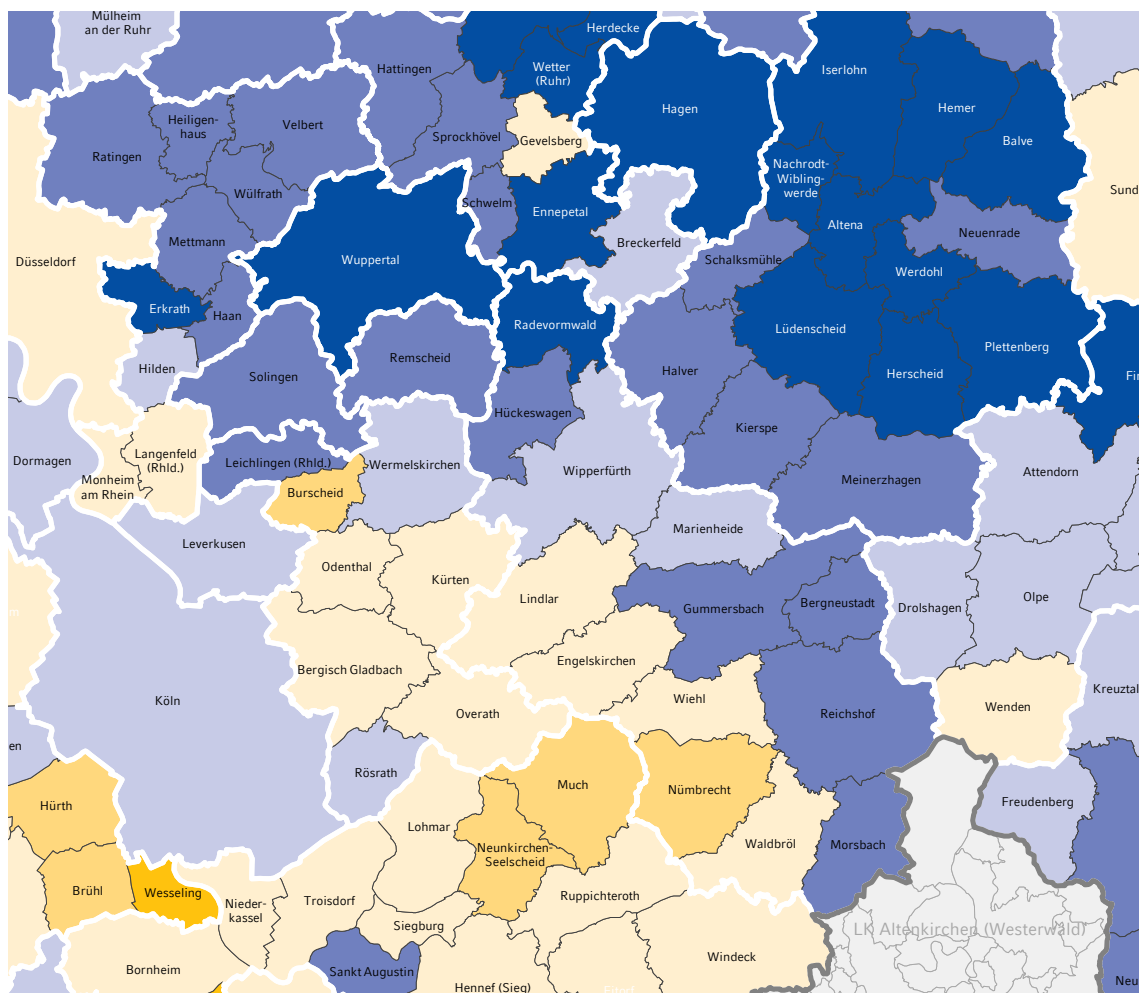 Mülheim
an der Ruhr
Herdecke
Hattingen
Wetter
(Ruhr)
Iserlohn
Hagen
Hemer
Heiligen-
haus
Velbert
Sprockhövel
Gevelsberg
Balve
Ratingen
Nachrodt-
Wibling-
werde
Wülfrath
Schwelm
Ennepetal
Sund
Altena
Mettmann
Breckerfeld
Neuenrade
Düsseldorf
Wuppertal
Schalksmühle
Werdohl
Erkrath
Haan
Radevormwald
Lüdenscheid
Plettenberg
Remscheid
Hilden
Solingen
Halver
Herscheid
Fin
Hückeswagen
Kierspe
Langenfeld
(Rhld.)
Dormagen
Leichlingen (Rhld.)
Wermelskirchen
Wipperfürth
Attendorn
Monheim
am Rhein
Burscheid
Meinerzhagen
Marienheide
Leverkusen
Odenthal
Kürten
Lindlar
Gummersbach
Bergneustadt
Drolshagen
Olpe
m
Engelskirchen
Bergisch Gladbach
Kreuztal
Köln
Wiehl
Overath
Reichshof
Wenden
en
Rösrath
Much
Nümbrecht
Hürth
Freudenberg
Lohmar
Neunkirchen-
Seelscheid
Waldbröl
Morsbach
Brühl
Wesseling
Nieder-
kassel
Troisdorf
Ruppichteroth
Siegburg
LK Altenkirchen (Westerwald)
Bornheim
Sankt Augustin
Windeck
Hennef (Sieg)
Neu